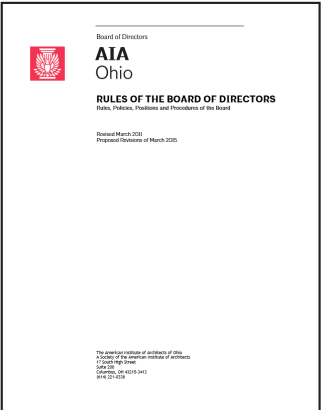 Board of Directors
AIA
Ohio
RULES OF THE BOARD OF DIRECTORS
Rules, Policies, Positions and Procedures of the Board
Revised March 2011
Proposed Revisions of March 2015
The American Institute of Architects of Ohio
A Society of the American Institute of Architects
17 South High Street
Suite 200
Columbus, OH 43215-3413
(614) 221-0338